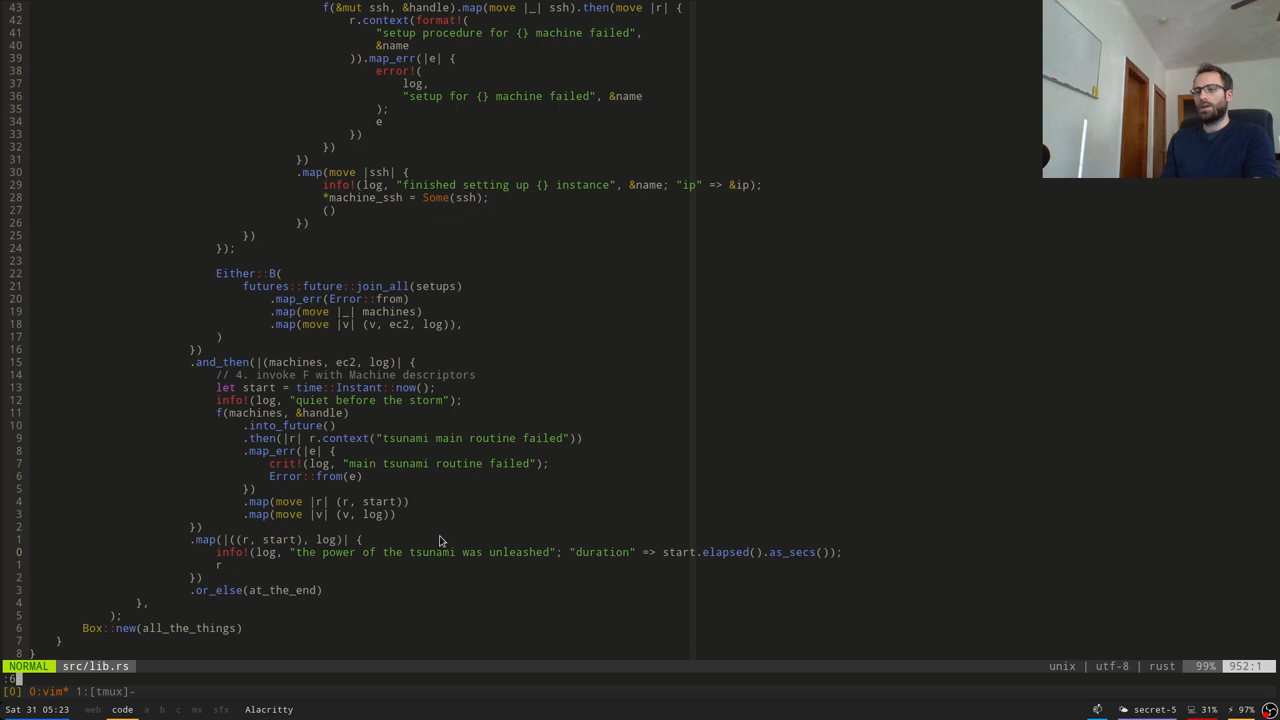 43 f(&mut ssh, &handle).map(move |_| ssh).then(move |r| {
42 r.context(format!(
41 "setup procedure for {} machine failed",
40 &name
39 )).map_err(|e| {
38 error!(
37 log,
36 "setup for {} machine failed", &name
35 );
34 e
33 })
32 })
31 })
30 .map(move |ssh| {
29 info!(log, "finished setting up {} instance", &name; "ip" => &ip);
28 *machine_ssh = Some(ssh);
27 ()
26 })
25 })
24 });
23
22 Either::B(
21 futures::future::join_all(setups)
20 .map_err(Error::from)
19 .map(move |_| machines)
18 .map(move |v| (v, ec2, log)),
17 )
16 })
15 .and_then(|(machines, ec2, log)| {
14 // 4. invoke F with Machine descriptors
13 let start = time::Instant::now();
12 info!(log, "quiet before the storm");
11 f(machines, &handle)
10 .into_future()
9 .then(|r| r.context("tsunami main routine failed"))
8 .map_err(|e| {
7 crit!(log, "main tsunami routine failed");
6 Error::from(e)
5 })
4 .map(move |r| (r, start))
3 .map(move |v| (v, log))
2 })
1 .map(|((r, start), log)| {
0 info!(log, "the power of the tsunami was unleashed"; "duration" => start.elapsed().as_secs());
1 r
2 })
3 .or_else(at_the_end)
4 },
5 );
6 Box::new(all_the_things)
7 }
8 }
NORMAL src/lib.rs unix | utf-8 | rust 99% 952:1
:6
[0] 0:vim* 1:[tmux]-
Sat 31 05:23 web code a b c mx sfx Alacritty secret-5 31% 97%